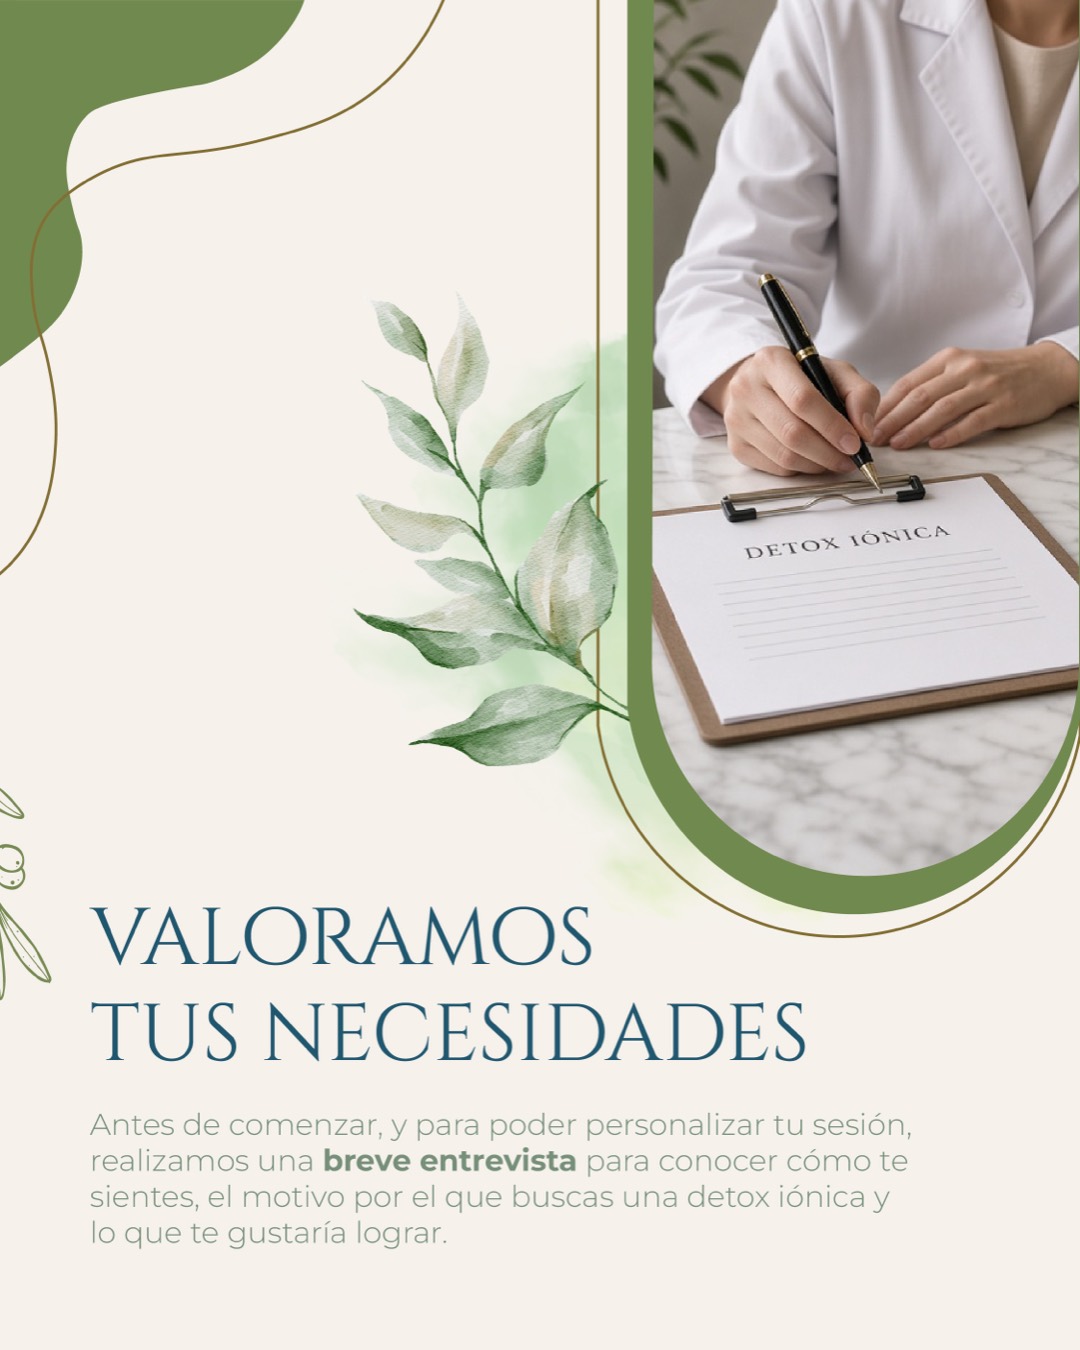 DETOX IÓNICA
VALORAMOS
TUS NECESIDADES
Antes de comenzar, y para poder personalizar tu sesión,
realizamos una breve entrevista para conocer cómo te
sientes, el motivo por el que buscas una detox iónica y
lo que te gustaría lograr.